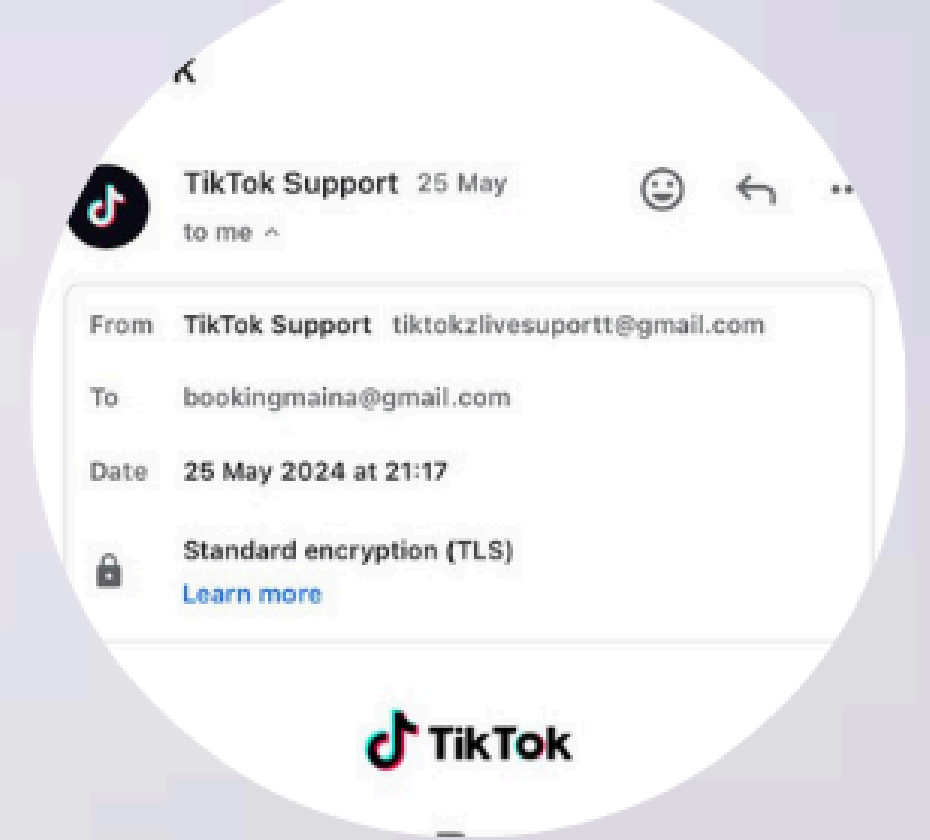 TikTok Support 25 May
to me
From TikTok Support tiktokzlivesuportt@gmail.com
To bookingmaina@gmail.com
Date 25 May 2024 at 21:17
Standard encryption (TLS)
Learn more
TikTok